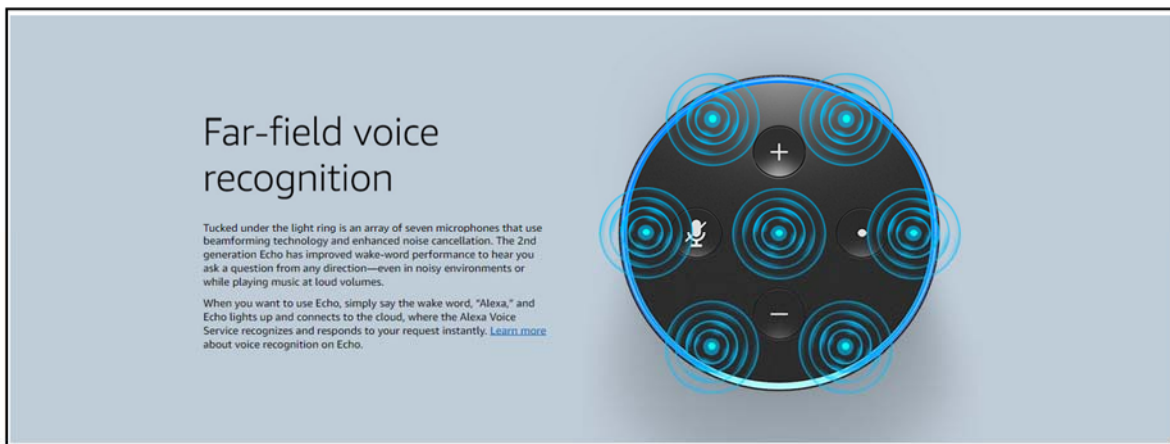 Far-field voice
recognition
Tucked under the light ring is an array of seven microphones that use
beamforming technology and enhanced noise cancellation. The 2nd
generation Echo has improved wake-word performance to hear you
ask a question from any direction—even in noisy environments or
while playing music at loud volumes.
When you want to use Echo, simply say the wake word, "Alexa," and
Echo lights up and connects to the cloud, where the Alexa Voice
Service recognizes and responds to your request instantly. Learn more
about voice recognition on Echo.